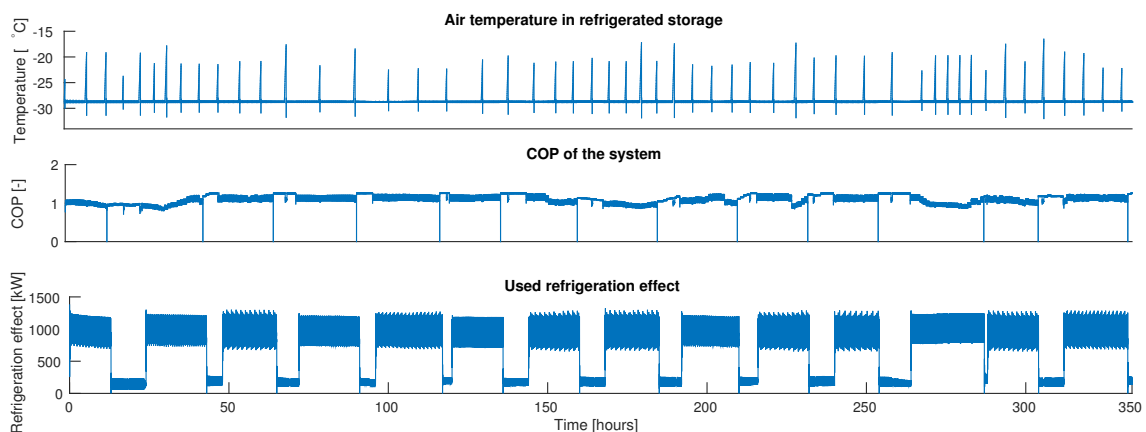 Air temperature in refrigerated storage
Temperature [ °C]
-15
-20
-25
-30
COP of the system
COP [-]
2
1
0
Used refrigeration effect
Refrigeration effect [kW]
1500
1000
500
0
0 50 100 150 200 250 300 350
Time [hours]